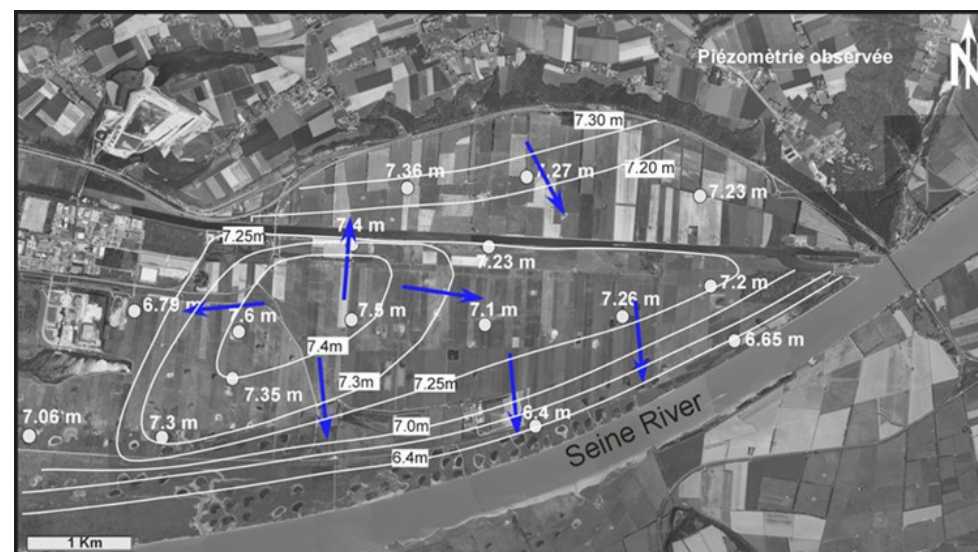 Piézomètrie observée
N
7.30 m
7.36 m
7.27 m
7.20 m
7.23 m
7.25m
7.4 m
7.23 m
7.2 m
6.79 m
7.6 m
7.5 m
7.1 m
7.26 m
6.65 m
7.4m
7.3m
7.25m
7.35 m
7.06 m
7.3 m
7.0m
6.4 m
6.4m
Seine River
1 Km